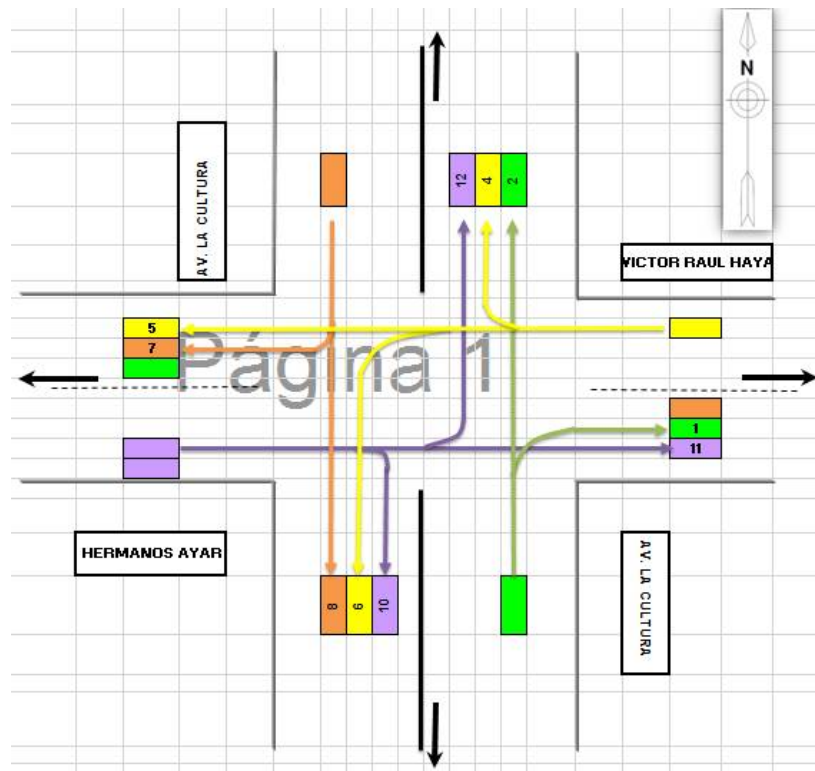 N
12
4
2
AV. LA CULTURA
VICTOR RAUL HAYA
5
7
Página 1
1
11
HERMANOS AYAR
AV. LA CULTURA
8
6
10